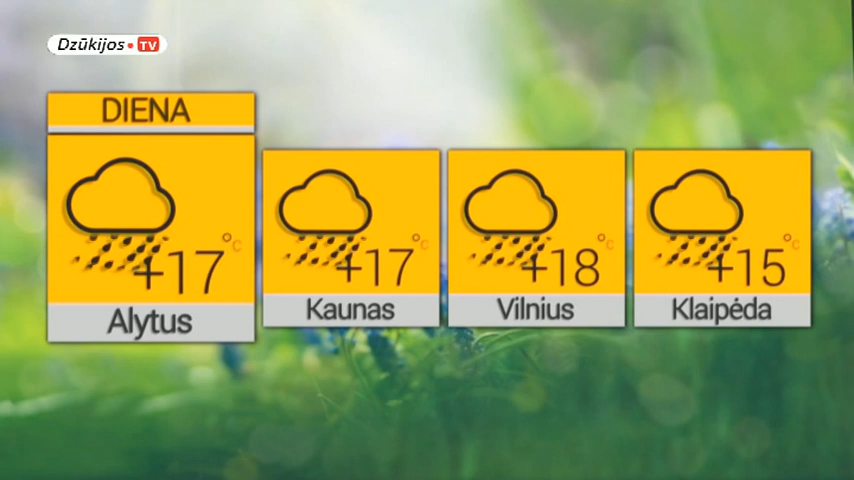 Dzūkijos TV
DIENA
+17°C
Alytus
+17°C
Kaunas
+18°C
Vilnius
+15°C
Klaipėda